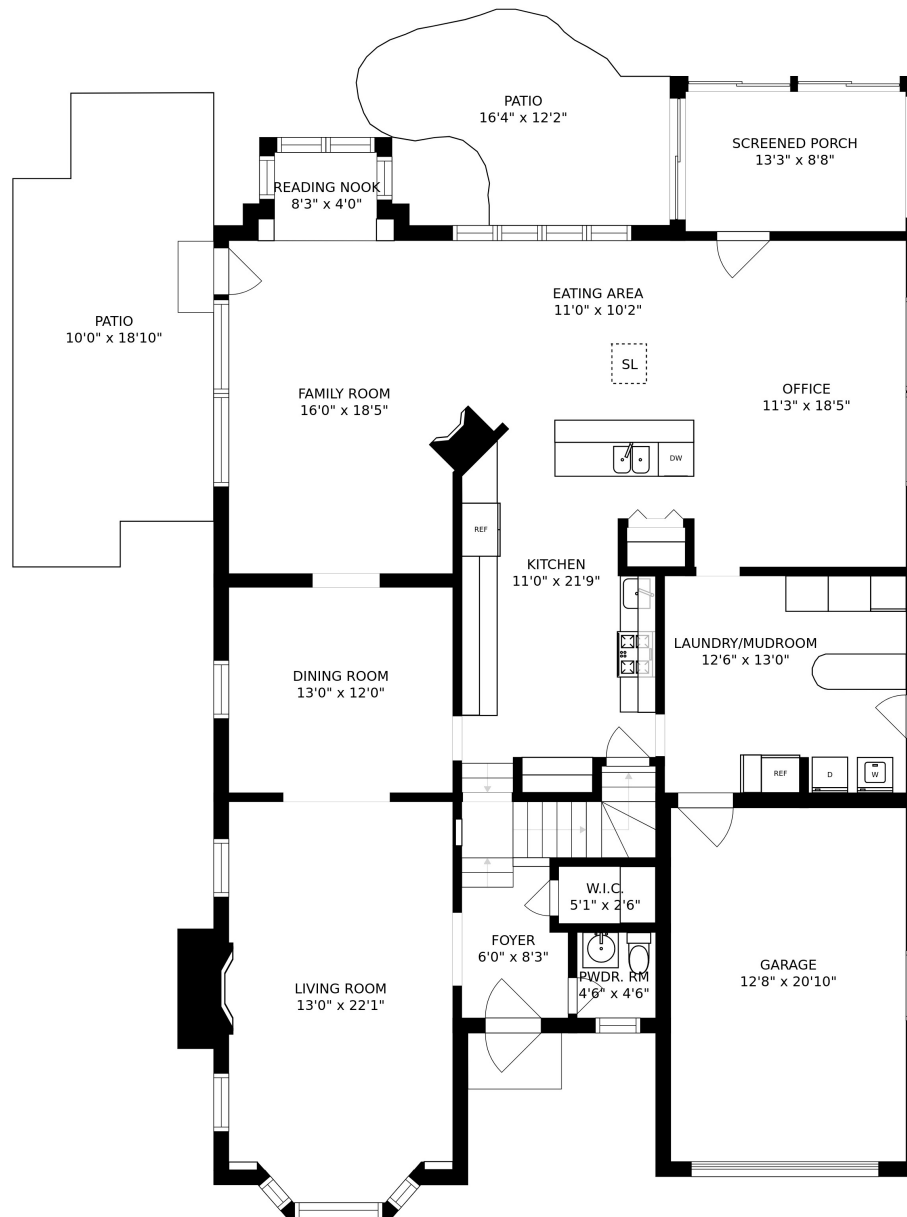 PATIO
16'4" x 12'2"
SCREENED PORCH
13'3" x 8'8"
READING NOOK
8'3" x 4'0"
EATING AREA
11'0" x 10'2"
PATIO
10'0" x 18'10"
SL
FAMILY ROOM
16'0" x 18'5"
OFFICE
11'3" x 18'5"
DW
REF
KITCHEN
11'0" x 21'9"
LAUNDRY/MUDROOM
12'6" x 13'0"
DINING ROOM
13'0" x 12'0"
REF
D
W
W.I.C.
5'1" x 2'6"
FOYER
6'0" x 8'3"
PWDR. RM
4'6" x 4'6"
GARAGE
12'8" x 20'10"
LIVING ROOM
13'0" x 22'1"